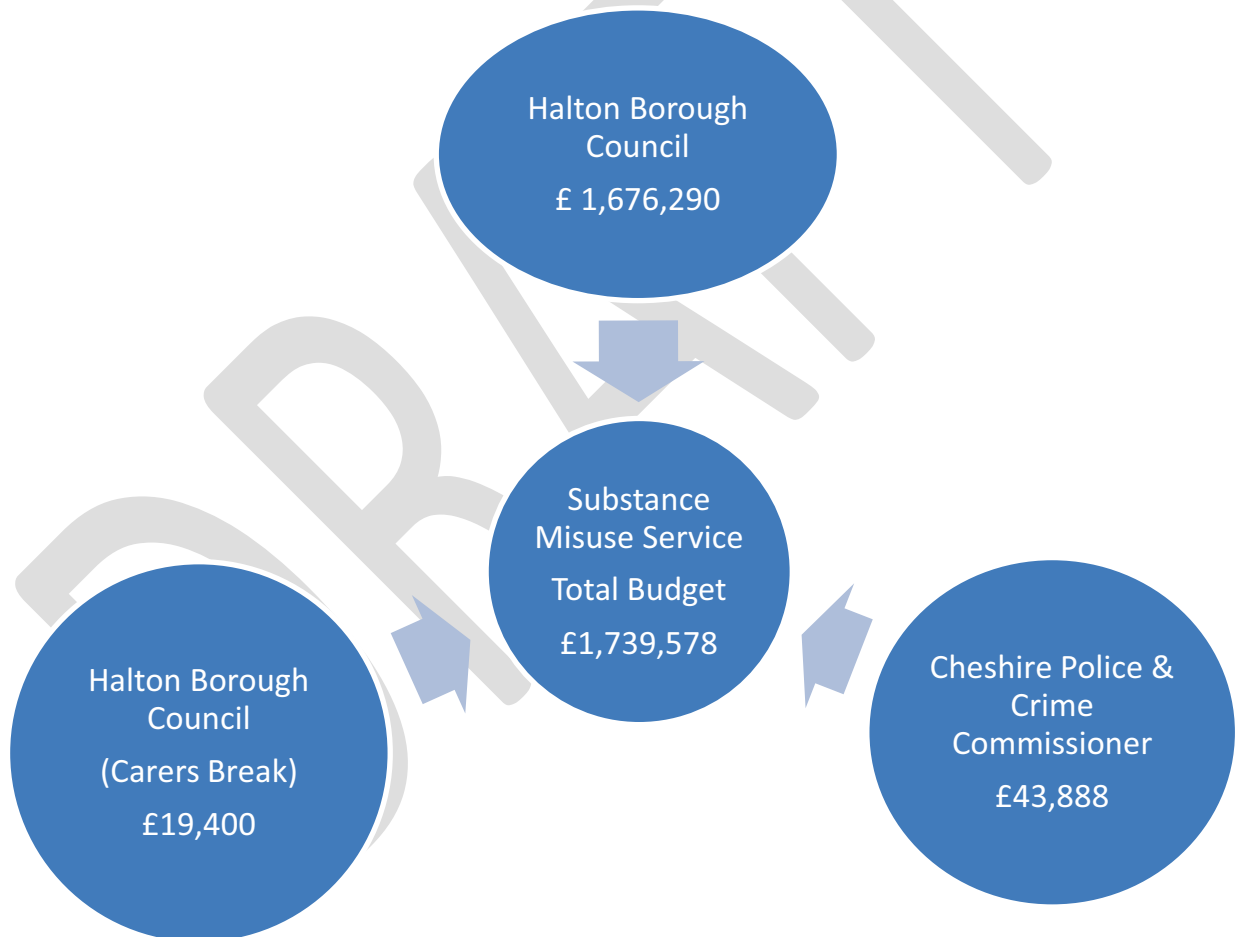 Halton Borough
Council
£ 1,676,290
Substance
Misuse Service
Total Budget
£1,739,578
Halton Borough
Council
(Carers Break)
£19,400
Cheshire Police &
Crime
Commissioner
£43,888
DRAFT